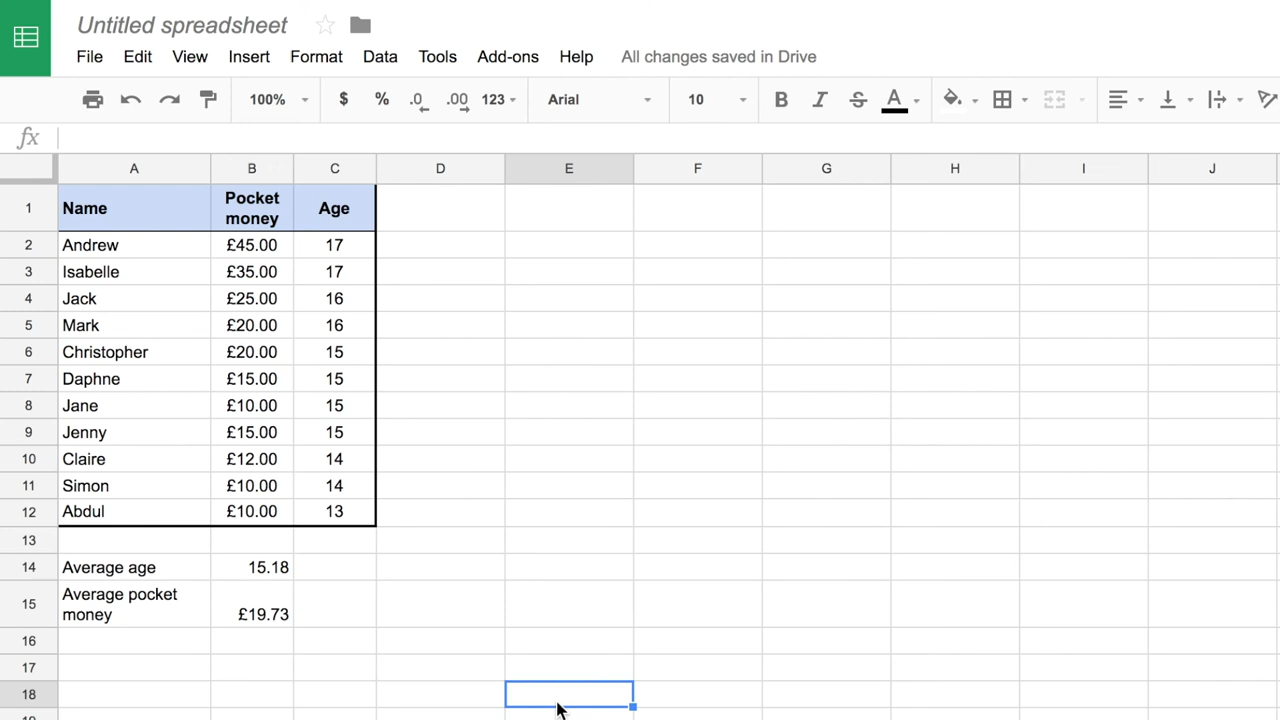 Untitled spreadsheet
File Edit View Insert Format Data Tools Add-ons Help All changes saved in Drive
100% $ % .0 .00 123 Arial 10 B I S A
fx
A B C D E F G H I J
1 Name Pocket money Age
2 Andrew £45.00 17
3 Isabelle £35.00 17
4 Jack £25.00 16
5 Mark £20.00 16
6 Christopher £20.00 15
7 Daphne £15.00 15
8 Jane £10.00 15
9 Jenny £15.00 15
10 Claire £12.00 14
11 Simon £10.00 14
12 Abdul £10.00 13
13
14 Average age 15.18
15 Average pocket money £19.73
16
17
18